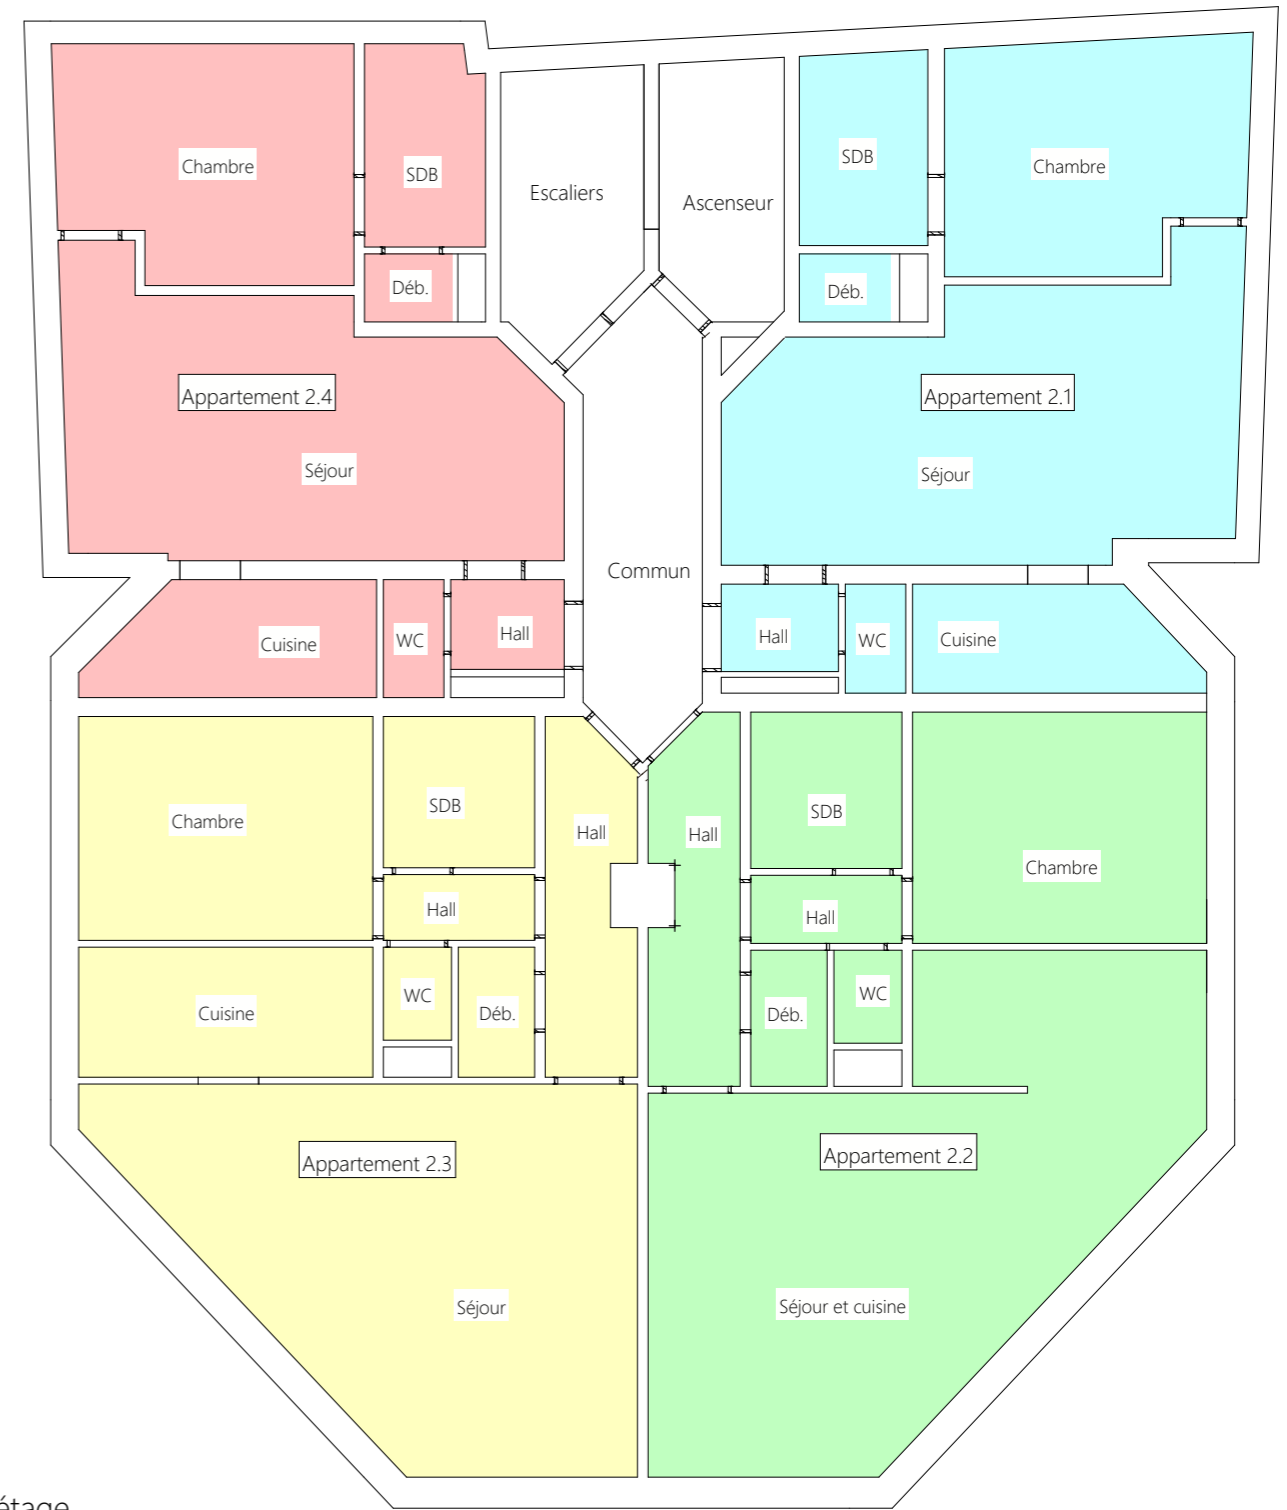 Chambre
SDB
Escaliers
Ascenseur
SDB
Chambre
Déb.
Déb.
Appartement 2.4
Appartement 2.1
Séjour
Séjour
Commun
Cuisine
WC
Hall
Hall
WC
Cuisine
Chambre
SDB
Hall
Hall
SDB
Chambre
Hall
Hall
Cuisine
WC
Déb.
Déb.
WC
Appartement 2.3
Appartement 2.2
Séjour
Séjour et cuisine
étage